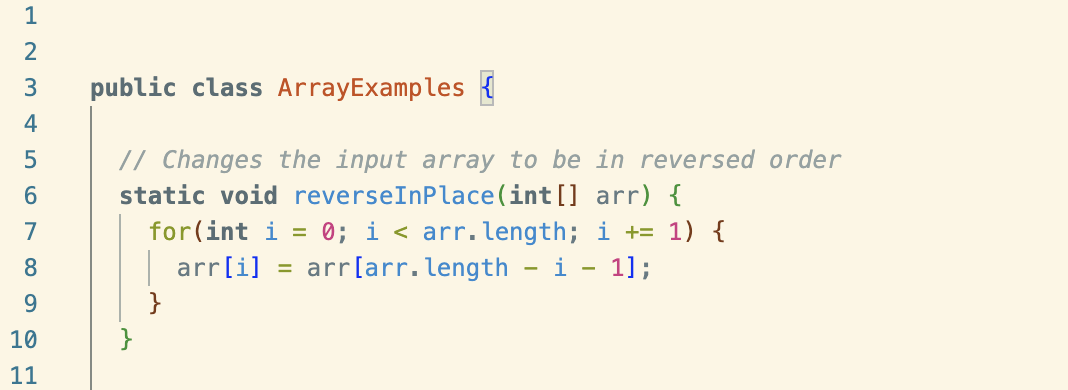 1
2
3 public class ArrayExamples {
4
5 // Changes the input array to be in reversed order
6 static void reverseInPlace(int[] arr) {
7 for(int i = 0; i < arr.length; i += 1) {
8 arr[i] = arr[arr.length - i - 1];
9 }
10 }
11